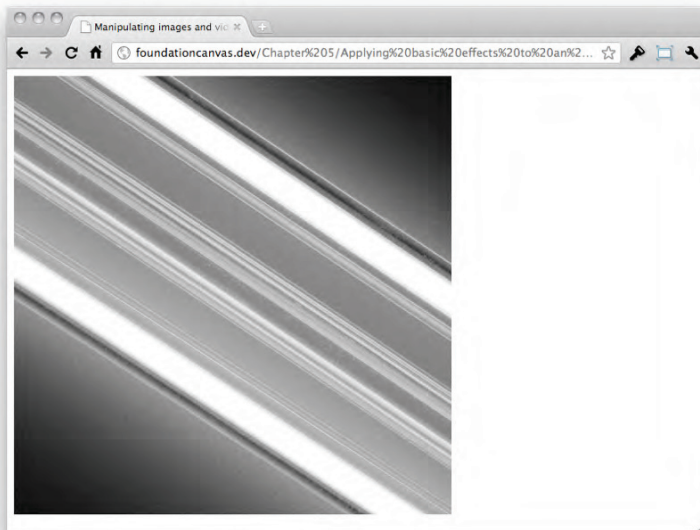 Manipulating images and vid
foundationcanvas.dev/Chapter%205/Applying%20basic%20effects%20to%20an%2...